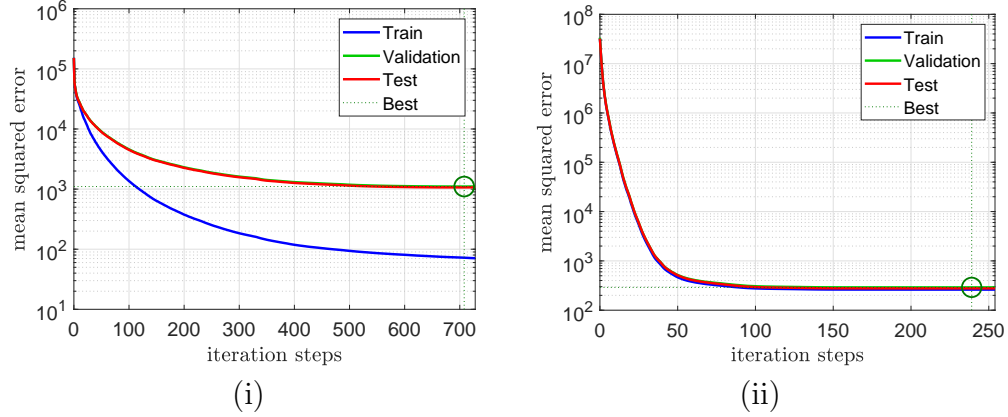 10^6
10^5
10^4
10^3
10^2
10^1
mean squared error
0 100 200 300 400 500 600 700
iteration steps
Train
Validation
Test
Best
(i)
10^8
10^7
10^6
10^5
10^4
10^3
10^2
mean squared error
0 50 100 150 200 250
iteration steps
Train
Validation
Test
Best
(ii)